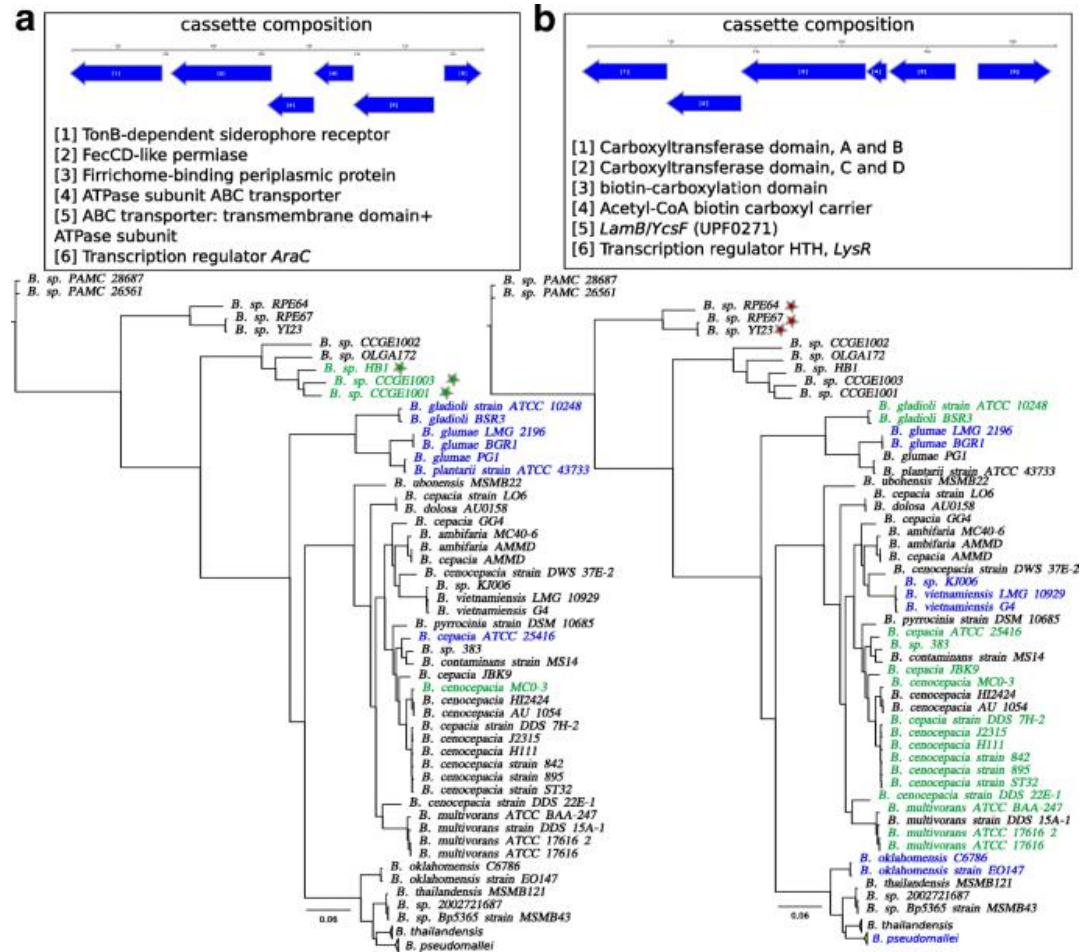 a
cassette composition
[1] TonB-dependent siderophore receptor
[2] FecCD-like permiase
[3] Firrichome-binding periplasmic protein
[4] ATPase subunit ABC transporter
[5] ABC transporter: transmembrane domain+
ATPase subunit
[6] Transcription regulator AraC
B. sp. PAMC 28687
B. sp. PAMC 26561
B. sp. RPE64
B. sp. RPE67
B. sp. YI23
B. sp. CCGE1002
B. sp. OLGA172
B. sp. HB1
B. sp. CCGE1003
B. sp. CCGE1001
B. gladioli strain ATCC 10248
B. gladioli BSR3
B. glumae LMG 2196
B. glumae BGR1
B. glumae PG1
B. plantarii strain ATCC 43733
B. ubonensis MSMB22
B. cepacia strain LO6
B. dolosa AU0158
B. cepacia GG4
B. ambifaria MC40-6
B. ambifaria AMMD
B. cepacia AMMD
B. cenocepacia strain DWS 37E-2
B. sp. KJ006
B. vietnamiensis LMG 10929
B. vietnamiensis G4
B. pyrrocinia strain DSM 10685
B. cepacia ATCC 25416
B. sp. 383
B. contaminans strain MS14
B. cepacia JBK9
B. cenocepacia MC0-3
B. cenocepacia HI2424
B. cenocepacia AU 1054
B. cepacia strain DDS 7H-2
B. cenocepacia J2315
B. cenocepacia H111
B. cenocepacia strain 842
B. cenocepacia strain 895
B. cenocepacia strain ST32
B. cenocepacia strain DDS 22E-1
B. multivorans ATCC BAA-247
B. multivorans strain DDS 15A-1
B. multivorans ATCC 17616 2
B. multivorans ATCC 17616
B. oklahomensis C6786
B. oklahomensis strain EO147
B. thailandensis MSMB121
B. sp. 2002721687
B. sp. Bp5365 strain MSMB43
B. thailandensis
B. pseudomallei
0.06
b
cassette composition
[1] Carboxyltransferase domain, A and B
[2] Carboxyltransferase domain, C and D
[3] biotin-carboxylation domain
[4] Acetyl-CoA biotin carboxyl carrier
[5] LamB/YcsF (UPF0271)
[6] Transcription regulator HTH, LysR
B. sp. PAMC 28687
B. sp. PAMC 26561
B. sp. RPE64
B. sp. RPE67
B. sp. YI23
B. sp. CCGE1002
B. sp. OLGA172
B. sp. HB1
B. sp. CCGE1003
B. sp. CCGE1001
B. gladioli strain ATCC 10248
B. gladioli BSR3
B. glumae LMG 2196
B. glumae BGR1
B. glumae PG1
B. plantarii strain ATCC 43733
B. ubonensis MSMB22
B. cepacia strain LO6
B. dolosa AU0158
B. cepacia GG4
B. ambifaria MC40-6
B. ambifaria AMMD
B. cepacia AMMD
B. cenocepacia strain DWS 37E-2
B. sp. KJ006
B. vietnamiensis LMG 10929
B. vietnamiensis G4
B. pyrrocinia strain DSM 10685
B. cepacia ATCC 25416
B. sp. 383
B. contaminans strain MS14
B. cepacia JBK9
B. cenocepacia MC0-3
B. cenocepacia HI2424
B. cenocepacia AU 1054
B. cepacia strain DDS 7H-2
B. cenocepacia J2315
B. cenocepacia H111
B. cenocepacia strain 842
B. cenocepacia strain 895
B. cenocepacia strain ST32
B. cenocepacia strain DDS 22E-1
B. multivorans ATCC BAA-247
B. multivorans strain DDS 15A-1
B. multivorans ATCC 17616 2
B. multivorans ATCC 17616
B. oklahomensis C6786
B. oklahomensis strain EO147
B. thailandensis MSMB121
B. sp. 2002721687
B. sp. Bp5365 strain MSMB43
B. thailandensis
B. pseudomallei
0.06